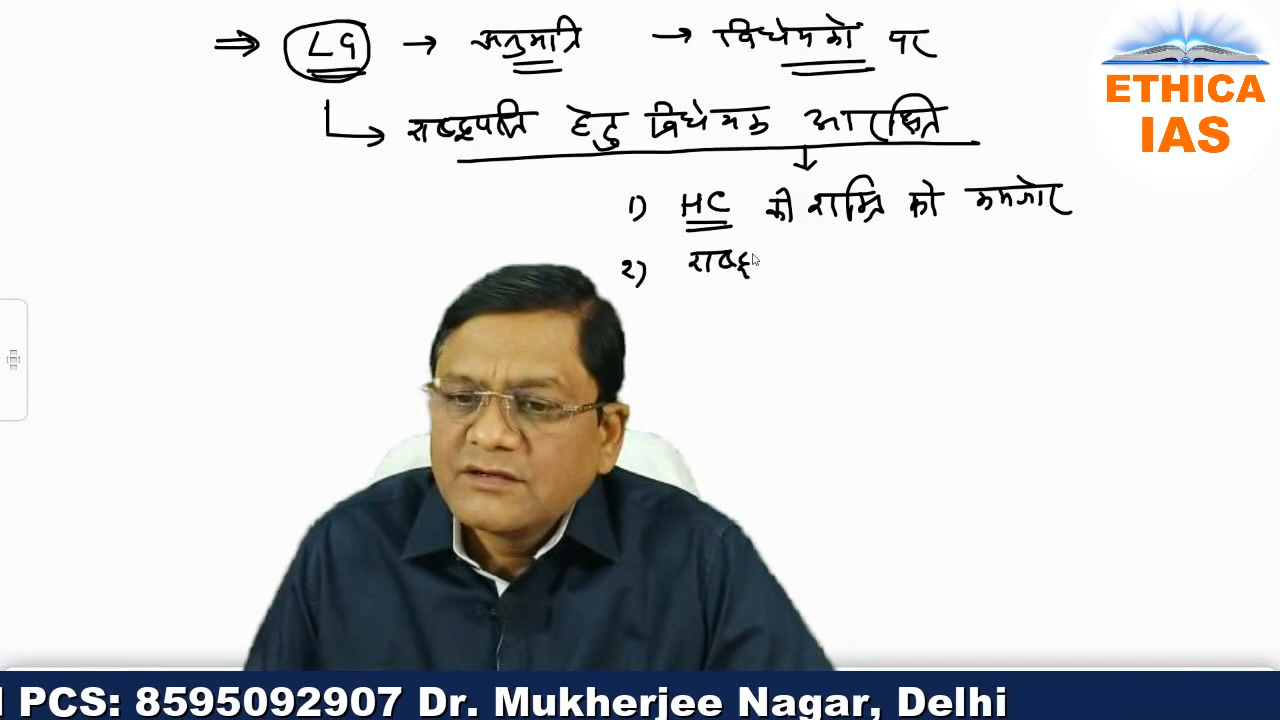 ⇒ LG → अनुमति → विधेयकों पर
ETHICA
IAS
↳ राष्ट्रपति हेतु विधेयक आरक्षित
↓
1) HC की शक्ति को कमजोर
2) राष्ट्र
PCS: 8595092907 Dr. Mukherjee Nagar, Delhi